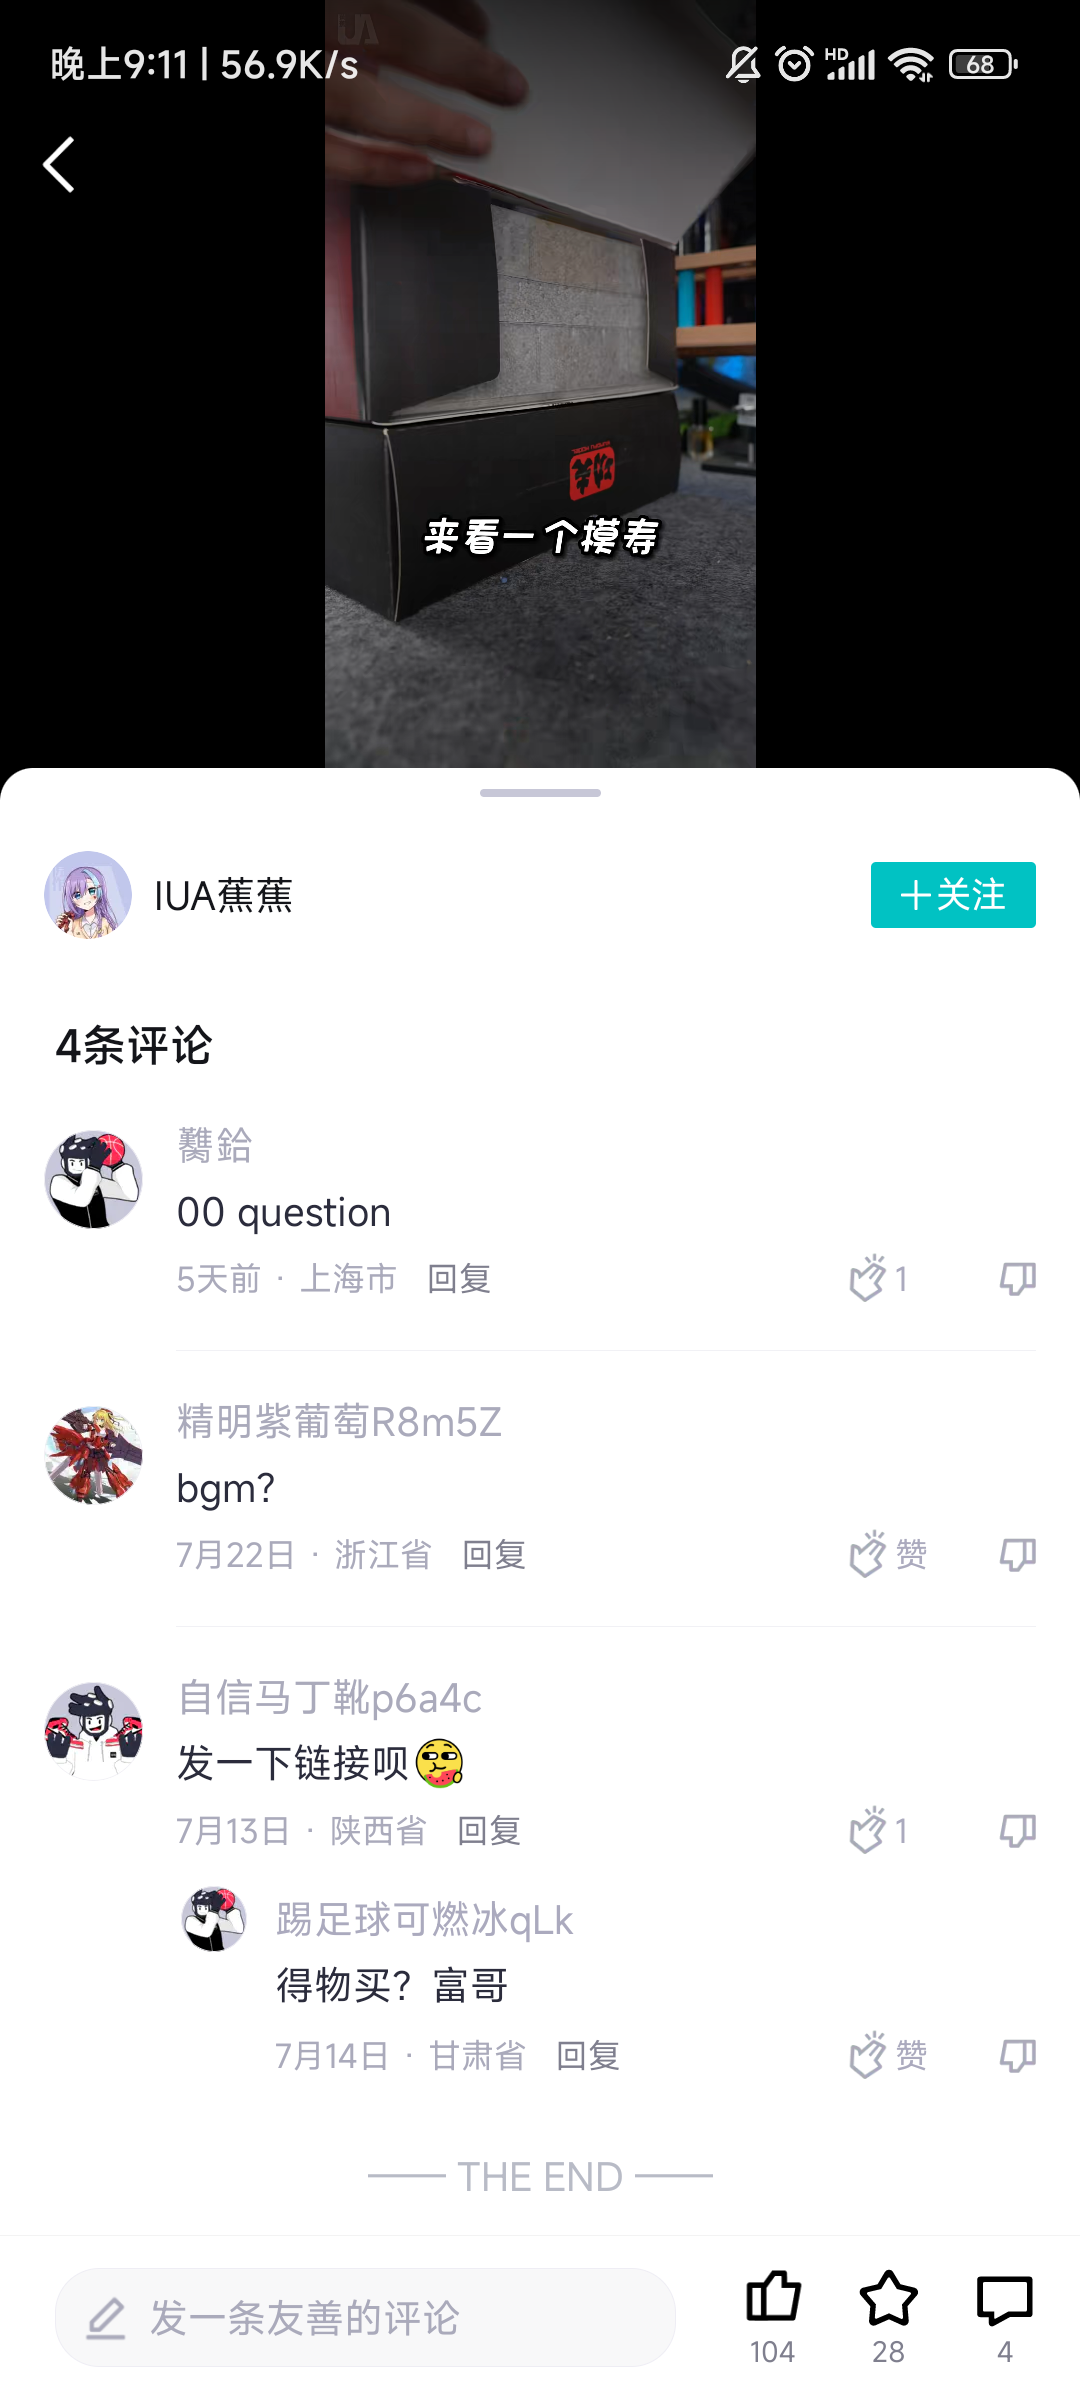 晚上9:11 | 56.9K/s
HD
68
IUA
来看一个摸寿
IUA蕉蕉
+关注
4条评论
00 question
5天前 · 上海市 回复
1
精明紫葡萄R8m5Z
bgm?
7月22日 · 浙江省 回复
赞
自信马丁靴p6a4c
发一下链接呗
7月13日 · 陕西省 回复
1
踢足球可燃冰qLk
得物买？富哥
7月14日 · 甘肃省 回复
赞
THE END
发一条友善的评论
104
28
4